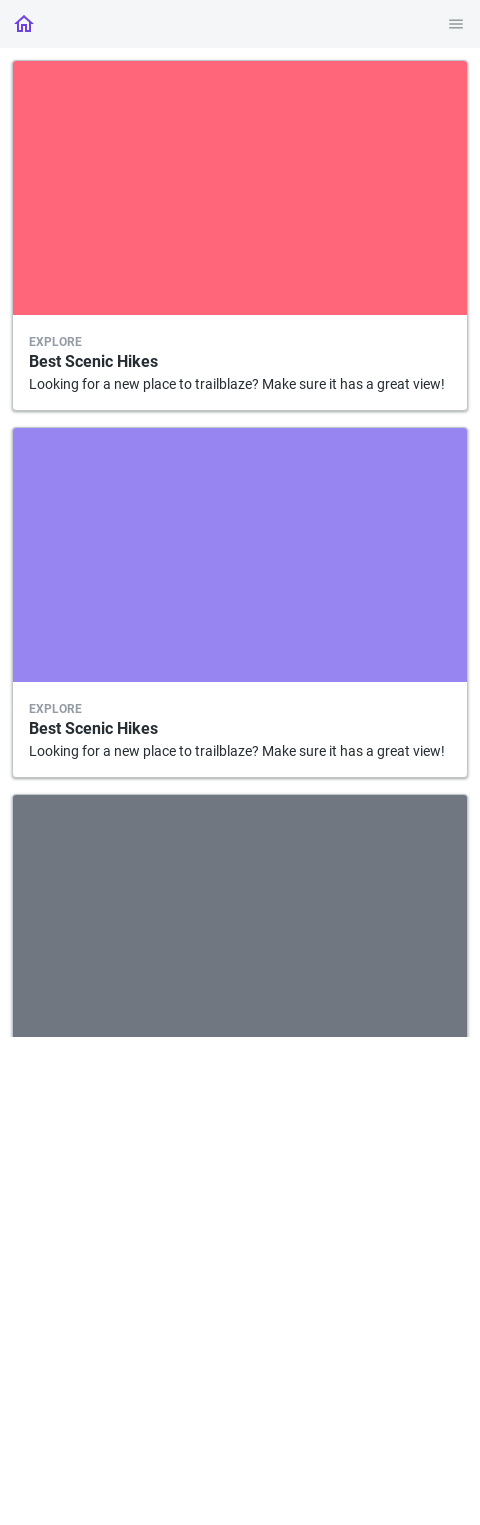 EXPLORE
Best Scenic Hikes
Looking for a new place to trailblaze? Make sure it has a great view!
EXPLORE
Best Scenic Hikes
Looking for a new place to trailblaze? Make sure it has a great view!